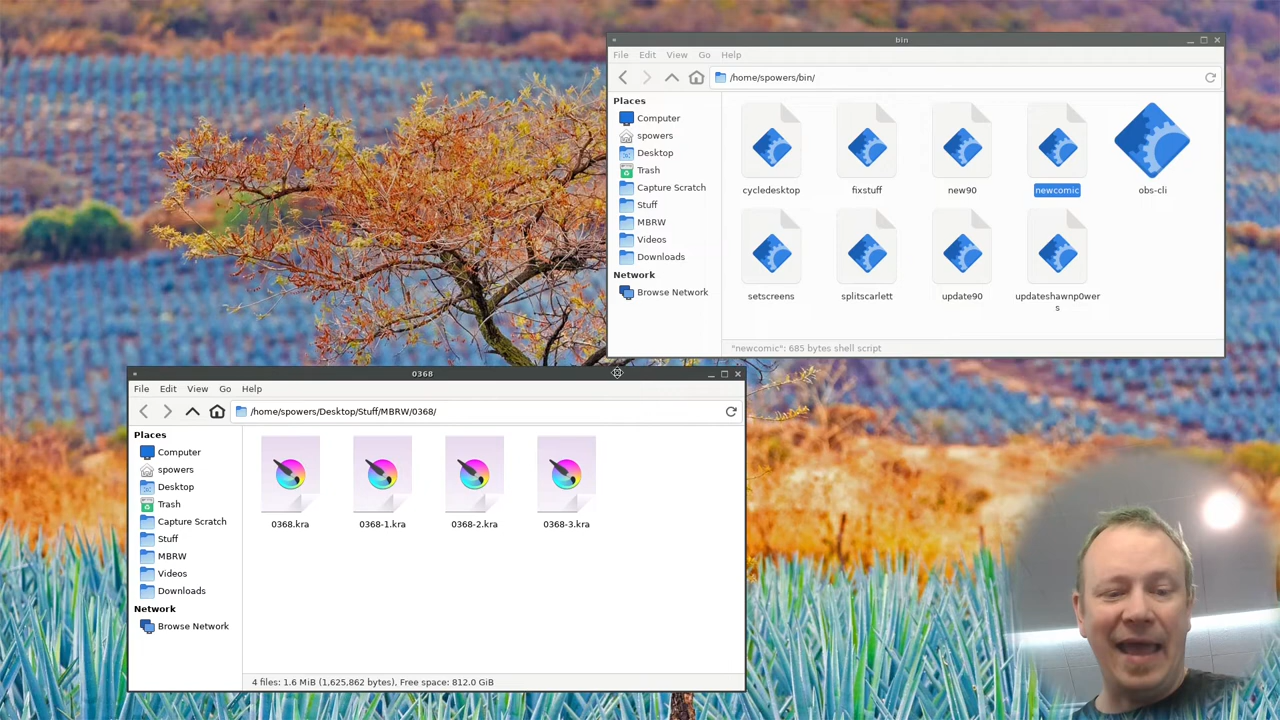 bin
File Edit View Go Help
/home/spowers/bin/
Places
Computer
spowers
Desktop
Trash
Capture Scratch
Stuff
MBRW
Videos
Downloads
Network
Browse Network
cycledesktop fixstuff new90 newcomic obs-cli
setscreens splitscarlett update90 updateshawnp0wer
s
"newcomic": 685 bytes shell script
0368
File Edit View Go Help
/home/spowers/Desktop/Stuff/MBRW/0368/
Places
Computer
spowers
Desktop
Trash
Capture Scratch
Stuff
MBRW
Videos
Downloads
Network
Browse Network
0368.kra 0368-1.kra 0368-2.kra 0368-3.kra
4 files: 1.6 MiB (1,625,862 bytes), Free space: 812.0 GiB